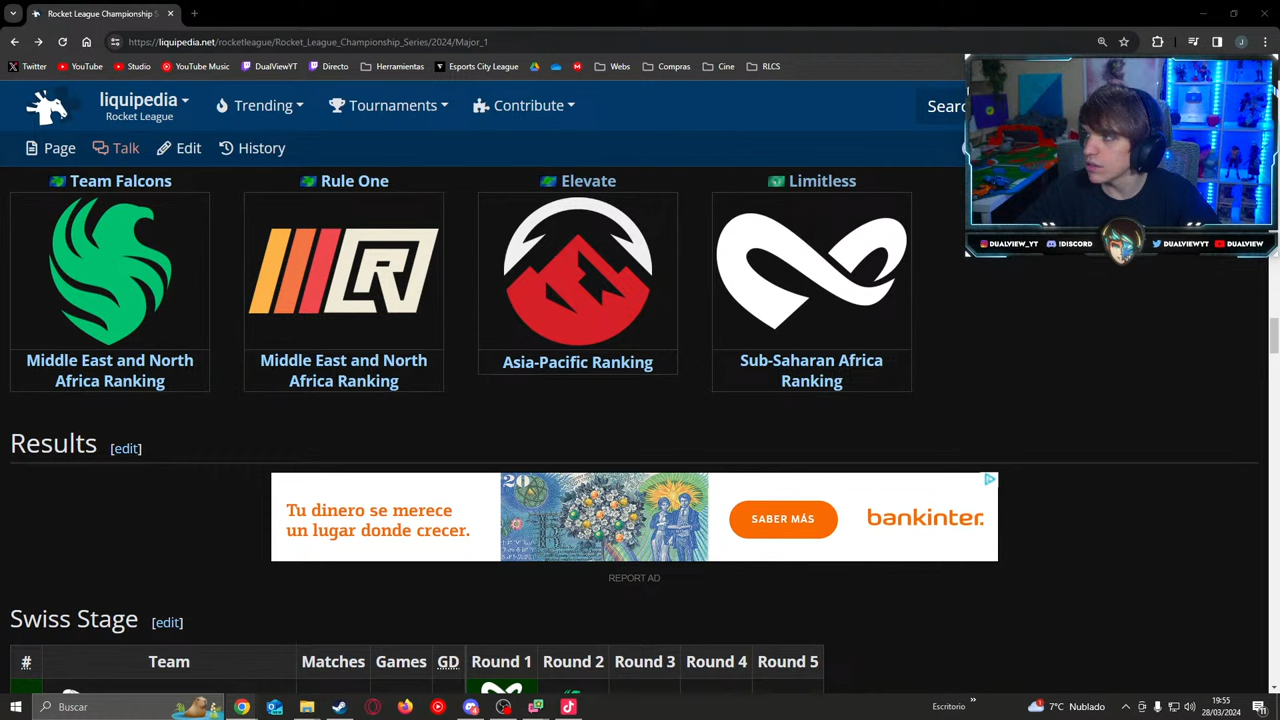 Rocket League Championship S
https://liquipedia.net/rocketleague/Rocket_League_Championship_Series/2024/Major_1
Twitter YouTube Studio YouTube Music DualViewYT Directo Herramientas Esports City League Webs Compras Cine RLCS
liquipedia
Rocket League
Trending Tournaments Contribute
Page Talk Edit History
DUALVIEW_YT !DISCORD DUALVIEWYT DUALVIEW
Team Falcons Rule One Elevate Limitless
R
Middle East and North
Africa Ranking
Middle East and North
Africa Ranking
Asia-Pacific Ranking
Sub-Saharan Africa
Ranking
Results [edit]
Tu dinero se merece
un lugar donde crecer.
20
SABER MÁS
bankinter.
REPORT AD
Swiss Stage [edit]
# Team Matches Games GD Round 1 Round 2 Round 3 Round 4 Round 5
Buscar
Escritorio
7°C Nublado
19:55
28/03/2024